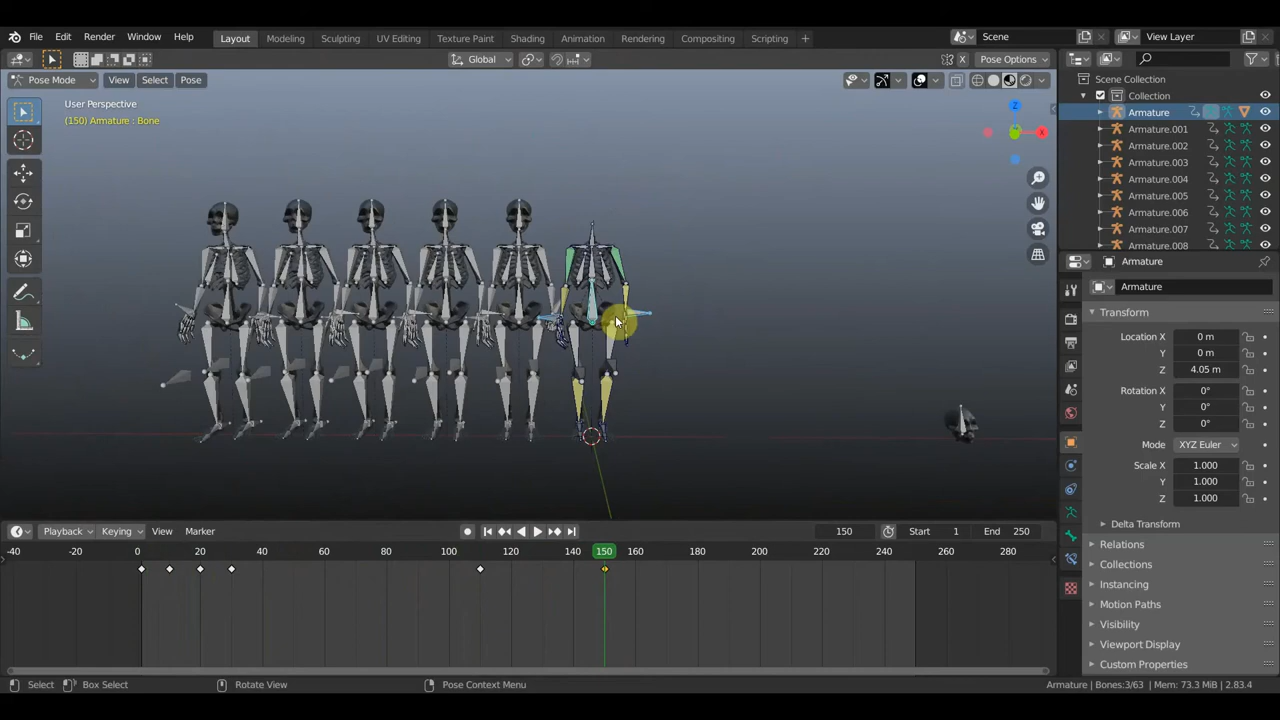 File Edit Render Window Help
Layout Modeling Sculpting UV Editing Texture Paint Shading Animation Rendering Compositing Scripting +
Scene
View Layer
Global
X
Pose Options
Pose Mode View Select Pose
User Perspective
(150) Armature : Bone
Z
X
Scene Collection
Collection
Armature
Armature.001
Armature.002
Armature.003
Armature.004
Armature.005
Armature.006
Armature.007
Armature.008
Armature
Armature
Transform
Location X 0 m
Y 0 m
Z 4.05 m
Rotation X 0°
Y 0°
Z 0°
Mode XYZ Euler
Scale X 1.000
Y 1.000
Z 1.000
Delta Transform
Relations
Collections
Instancing
Motion Paths
Visibility
Viewport Display
Custom Properties
Playback Keying View Marker
150
Start 1
End 250
-40 -20 0 20 40 60 80 100 120 140 150 160 180 200 220 240 260 280
Select
Box Select
Rotate View
Pose Context Menu
Armature | Bones:3/63 | Mem: 73.3 MiB | 2.83.4